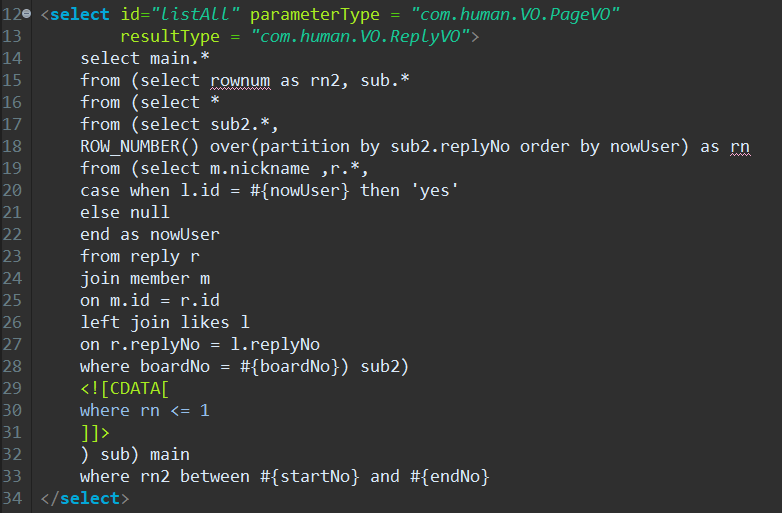 12 <select id="listAll" parameterType = "com.human.VO.PageVO"
13 resultType = "com.human.VO.ReplyVO">
14 select main.*
15 from (select rownum as rn2, sub.*
16 from (select *
17 from (select sub2.*,
18 ROW_NUMBER() over(partition by sub2.replyNo order by nowUser) as rn
19 from (select m.nickname ,r.*,
20 case when l.id = #{nowUser} then 'yes'
21 else null
22 end as nowUser
23 from reply r
24 join member m
25 on m.id = r.id
26 left join likes l
27 on r.replyNo = l.replyNo
28 where boardNo = #{boardNo}) sub2)
29 <![CDATA[
30 where rn <= 1
31 ]]>
32 ) sub) main
33 where rn2 between #{startNo} and #{endNo}
34 </select>